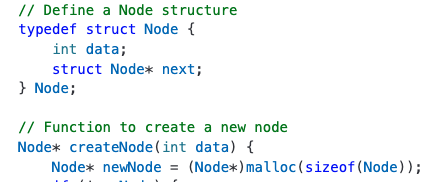 // Define a Node structure
typedef struct Node {
    int data;
    struct Node* next;
} Node;

// Function to create a new node
Node* createNode(int data) {
    Node* newNode = (Node*)malloc(sizeof(Node));